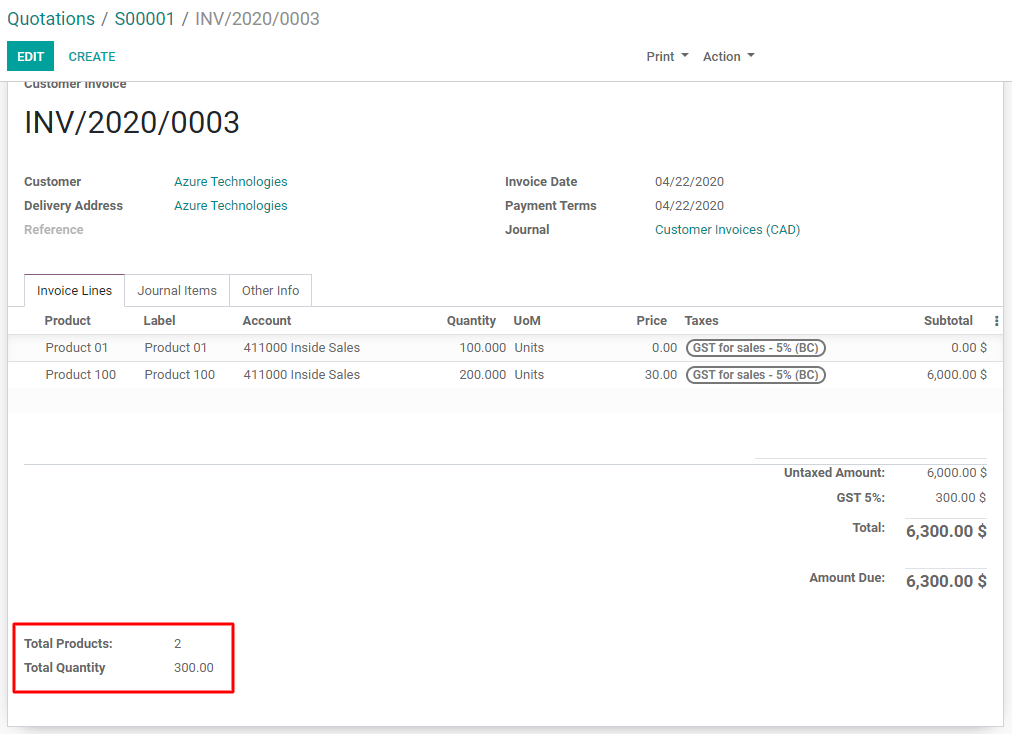 Quotations / S00001 / INV/2020/0003
EDIT CREATE Print Action
Customer Invoice
INV/2020/0003
Customer Azure Technologies Invoice Date 04/22/2020
Delivery Address Azure Technologies Payment Terms 04/22/2020
Reference Journal Customer Invoices (CAD)
Invoice Lines Journal Items Other Info
Product Label Account Quantity UoM Price Taxes Subtotal
Product 01 Product 01 411000 Inside Sales 100.000 Units 0.00 GST for sales - 5% (BC) 0.00 $
Product 100 Product 100 411000 Inside Sales 200.000 Units 30.00 GST for sales - 5% (BC) 6,000.00 $
Untaxed Amount: 6,000.00 $
GST 5%: 300.00 $
Total: 6,300.00 $
Amount Due: 6,300.00 $
Total Products: 2
Total Quantity 300.00